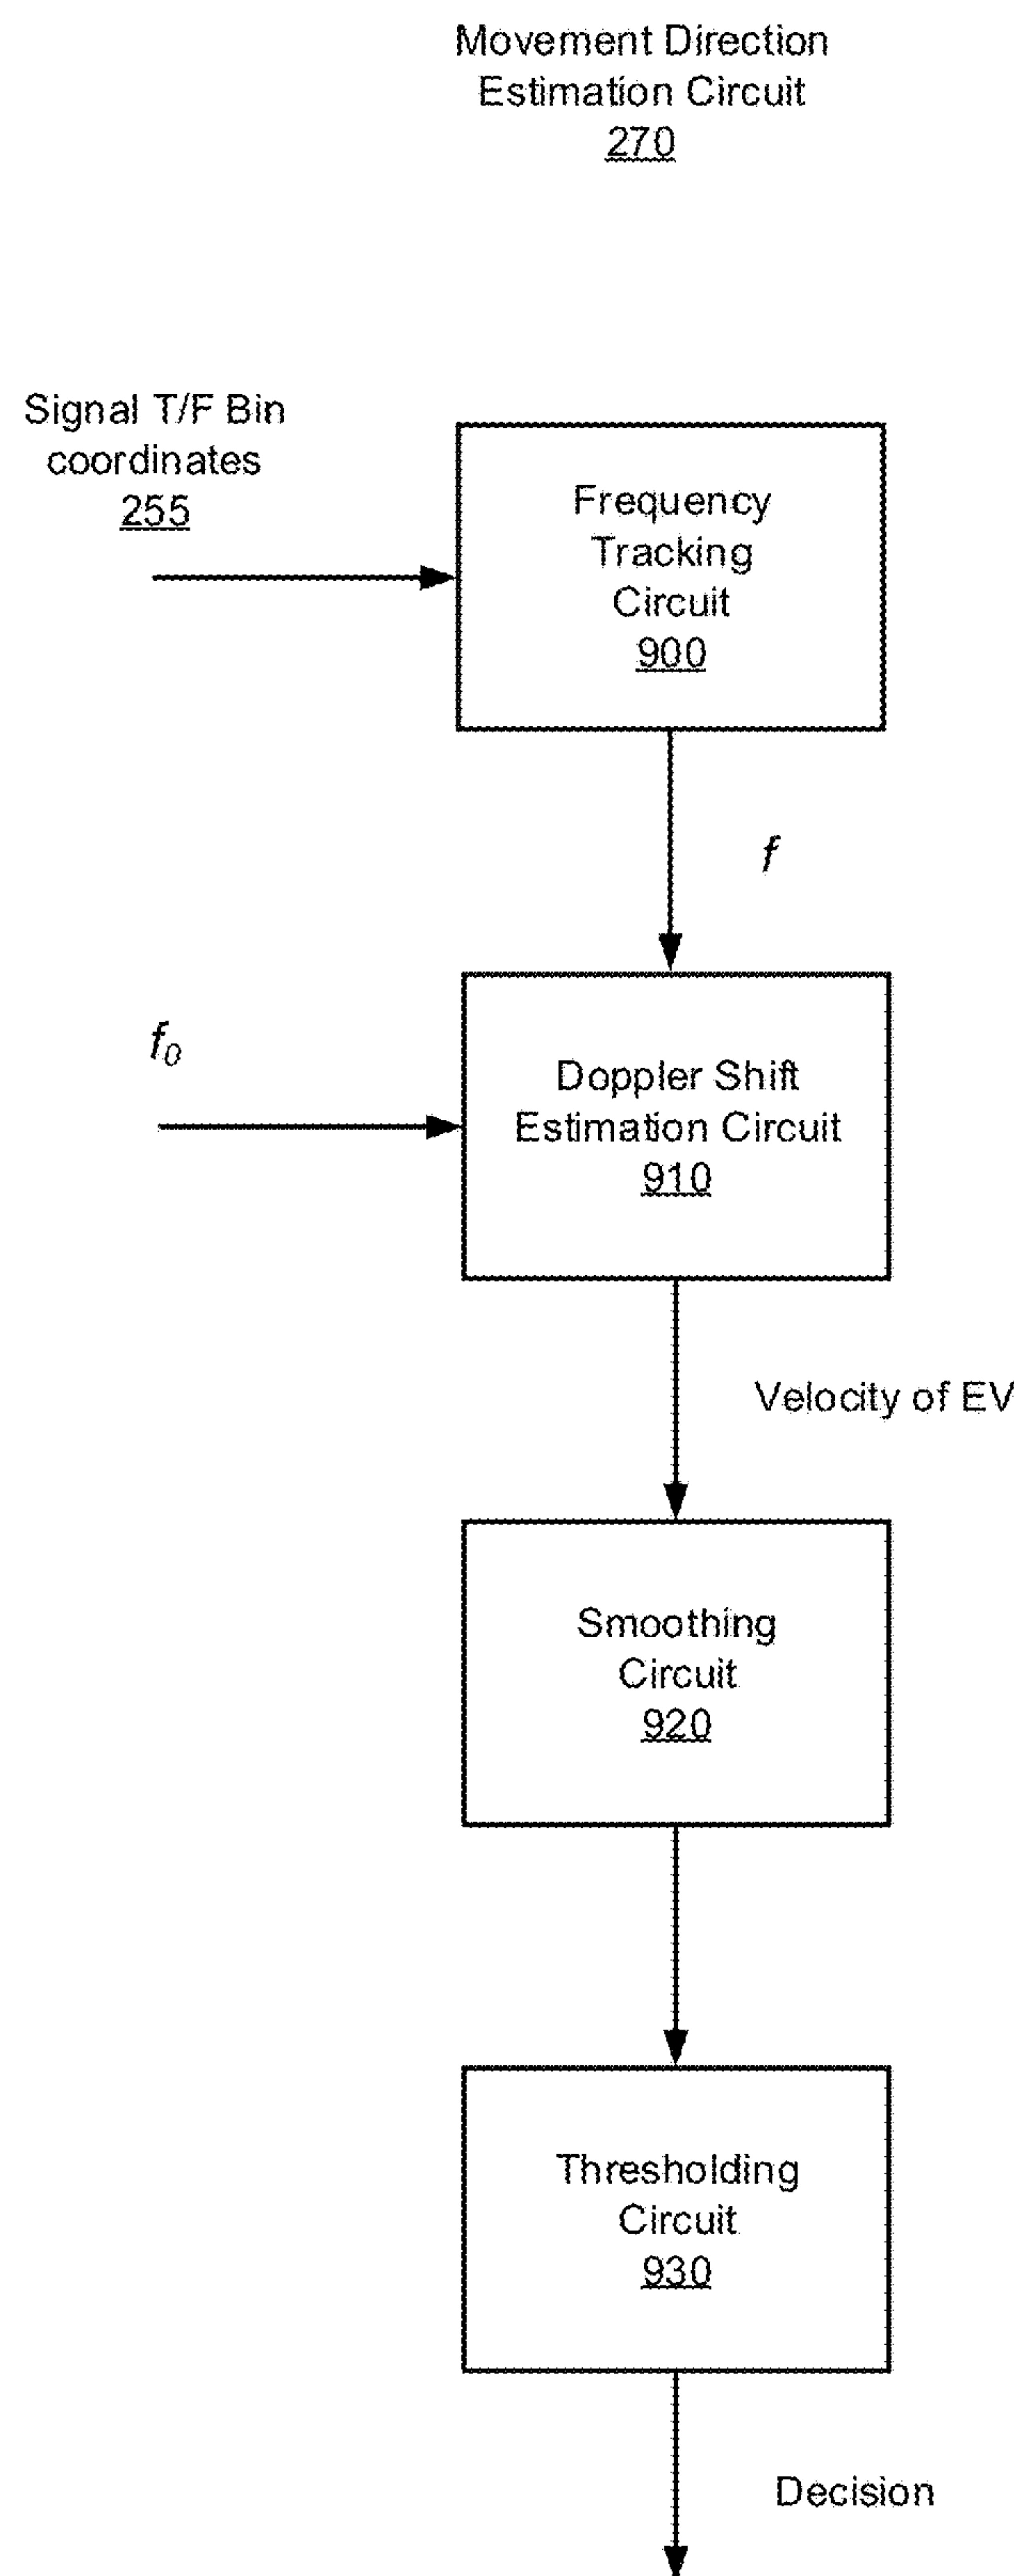 Movement Direction
Estimation Circuit
270
Signal T/F Bin
coordinates
255
Frequency
Tracking
Circuit
900
f
f0
Doppler Shift
Estimation Circuit
910
Velocity of EV
Smoothing
Circuit
920
Thresholding
Circuit
930
Decision